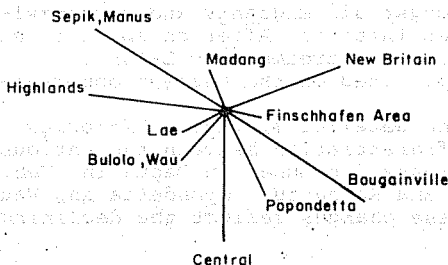 Sepik, Manus
Madang
New Britain
Highlands
Finschhafen Area
Lae
Bulolo, Wau
Bougainville
Popondetta
Central